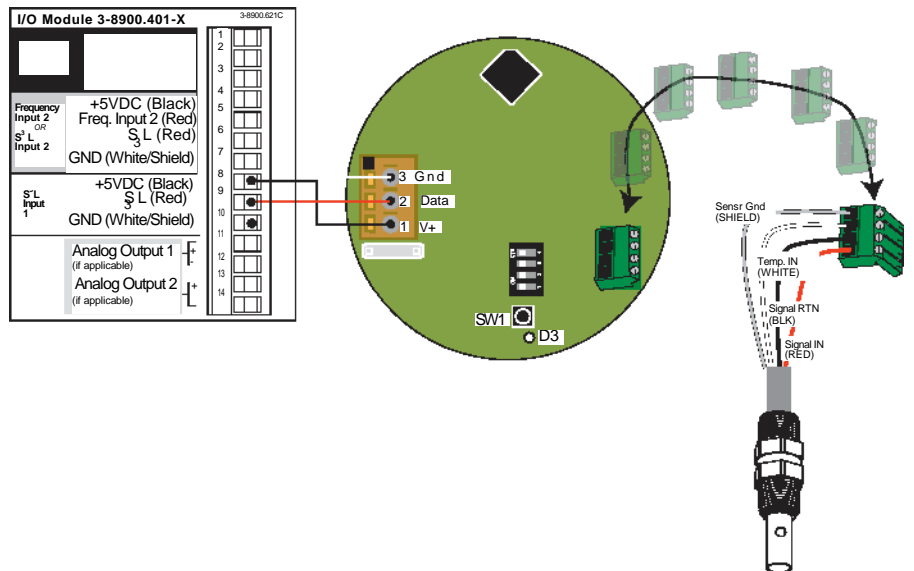 I/O Module 3-8900.401-X
3-8900.621C
Frequency
Input 2
OR
S³ L
Input 2
+5VDC (Black)
Freq. Input 2 (Red)
S3 L (Red)
GND (White/Shield)
S³L
Input
1
+5VDC (Black)
S3 L (Red)
GND (White/Shield)
Analog Output 1
(if applicable)
+
-
Analog Output 2
(if applicable)
+
-
1
2
3
4
5
6
7
8
9
10
11
12
13
14
3 Gnd
2 Data
1 V+
SW1
D3
Sensr Gnd
(SHIELD)
Temp. IN
(WHITE)
Signal RTN
(BLK)
Signal IN
(RED)